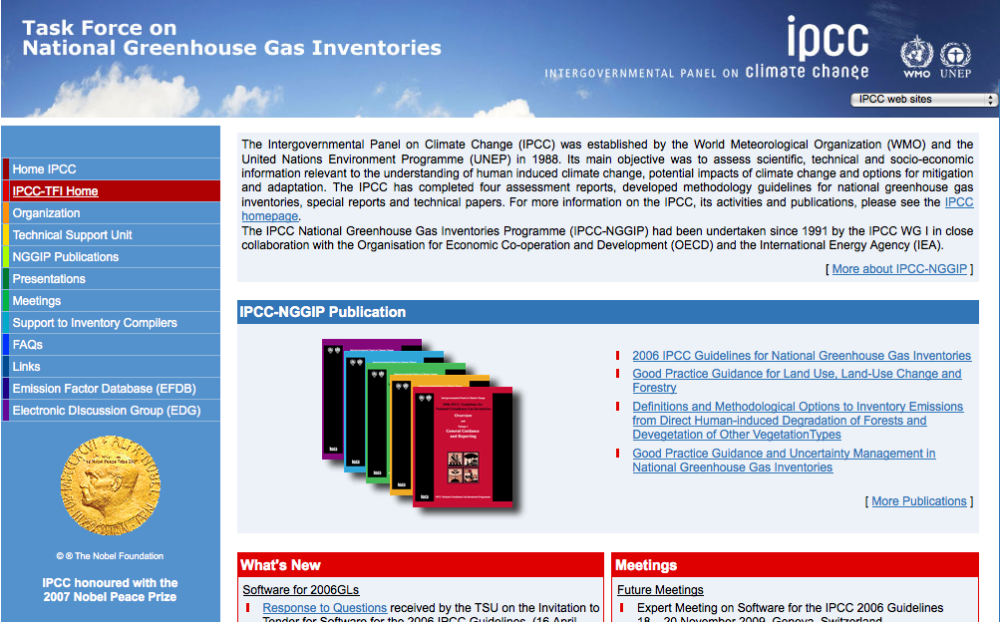 Task Force on
National Greenhouse Gas Inventories
ipcc
INTERGOVERNMENTAL PANEL ON climate change
WMO UNEP
IPCC web sites
Home IPCC
IPCC-TFI Home
Organization
Technical Support Unit
NGGIP Publications
Presentations
Meetings
Support to Inventory Compilers
FAQs
Links
Emission Factor Database (EFDB)
Electronic Discussion Group (EDG)
The Nobel Peace Prize 2007
© ® The Nobel Foundation
IPCC honoured with the
2007 Nobel Peace Prize
The Intergovernmental Panel on Climate Change (IPCC) was established by the World Meteorological Organization (WMO) and the
United Nations Environment Programme (UNEP) in 1988. Its main objective was to assess scientific, technical and socio-economic
information relevant to the understanding of human induced climate change, potential impacts of climate change and options for mitigation
and adaptation. The IPCC has completed four assessment reports, developed methodology guidelines for national greenhouse gas
inventories, special reports and technical papers. For more information on the IPCC, its activities and publications, please see the IPCC
homepage.
The IPCC National Greenhouse Gas Inventories Programme (IPCC-NGGIP) had been undertaken since 1991 by the IPCC WG I in close
collaboration with the Organisation for Economic Co-operation and Development (OECD) and the International Energy Agency (IEA).
[ More about IPCC-NGGIP ]
IPCC-NGGIP Publication
Overview
General Guidance
and Reporting
ipcc
ipcc
ipcc
ipcc
ipcc
2006 IPCC Guidelines for National Greenhouse Gas Inventories
Good Practice Guidance for Land Use, Land-Use Change and
Forestry
Definitions and Methodological Options to Inventory Emissions
from Direct Human-induced Degradation of Forests and
Devegetation of Other VegetationTypes
Good Practice Guidance and Uncertainty Management in
National Greenhouse Gas Inventories
[ More Publications ]
What's New
Software for 2006GLs
Response to Questions received by the TSU on the Invitation to
Tender for Software for the 2006 IPCC Guidelines (16 April
Meetings
Future Meetings
Expert Meeting on Software for the IPCC 2006 Guidelines
18 - 20 November 2009, Geneva, Switzerland